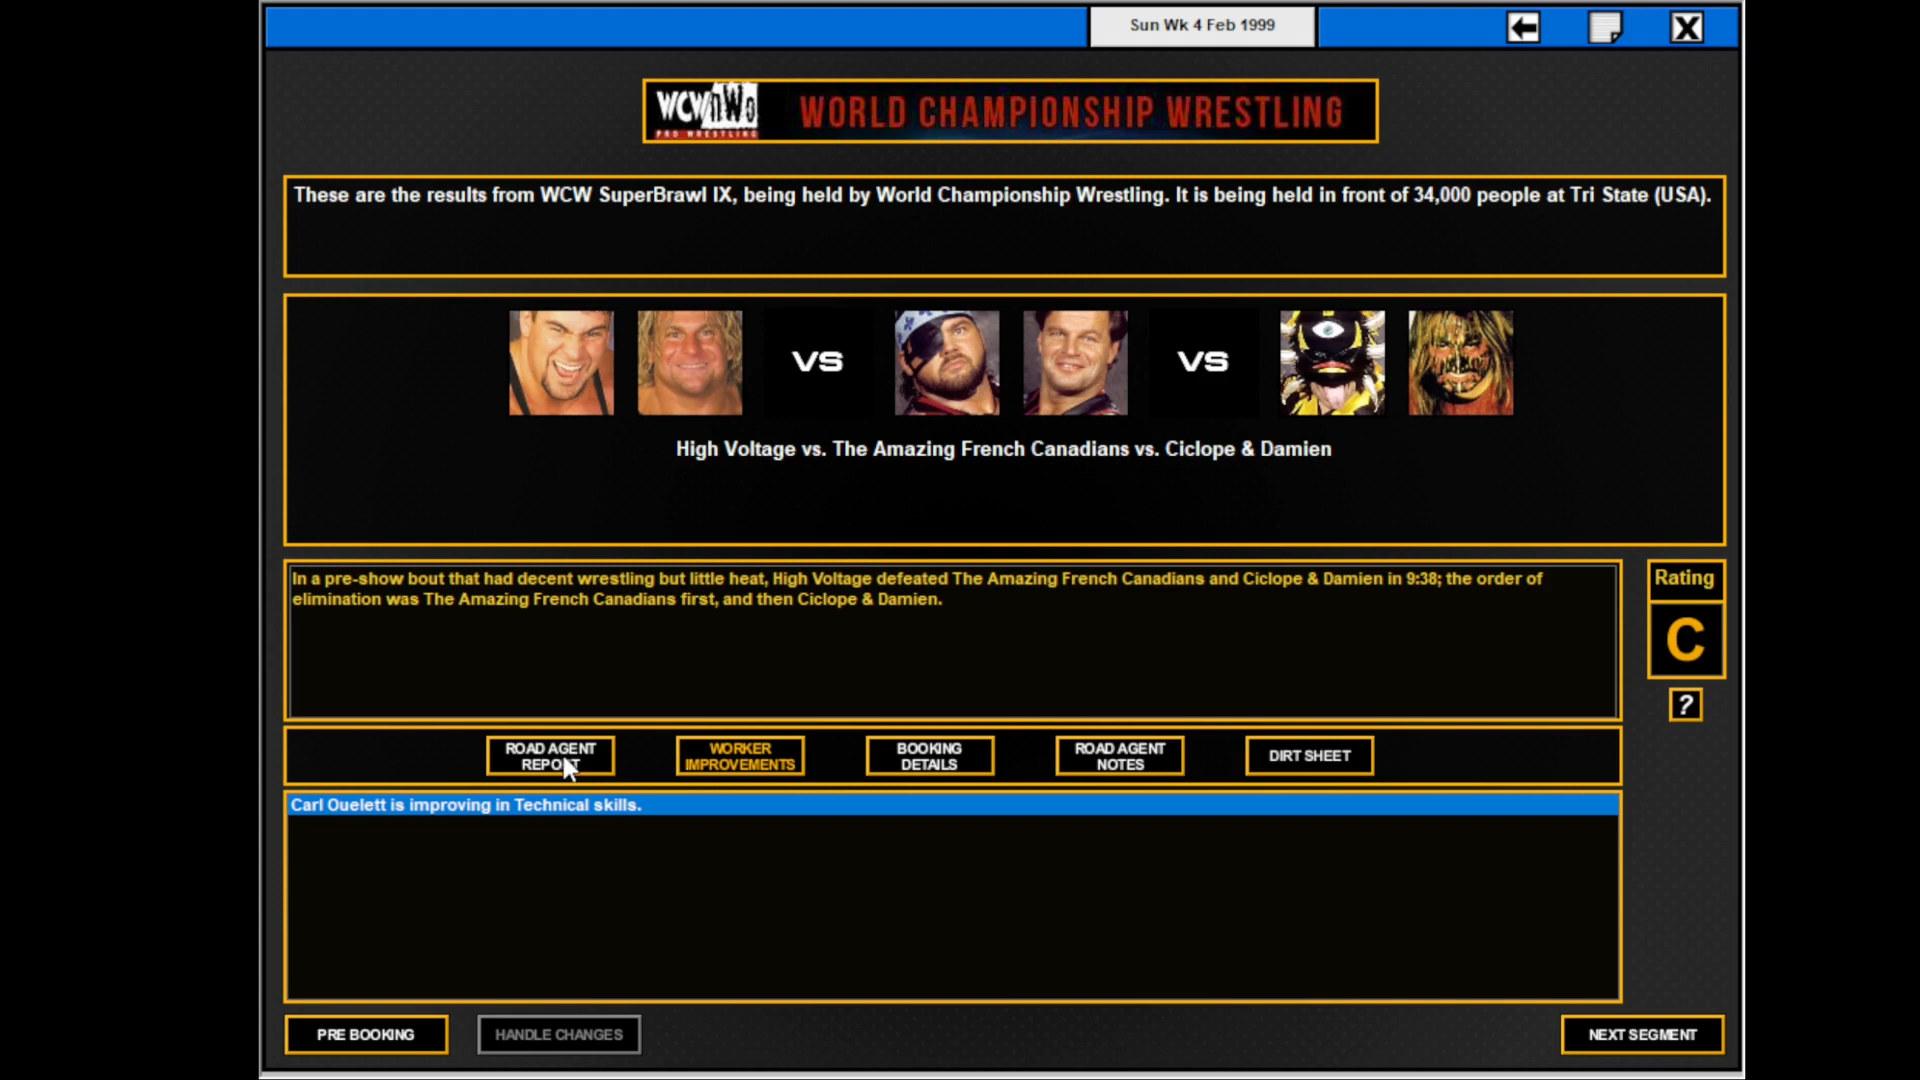 Sun Wk 4 Feb 1999
WCW/nWo
PRO WRESTLING
WORLD CHAMPIONSHIP WRESTLING
These are the results from WCW SuperBrawl IX, being held by World Championship Wrestling. It is being held in front of 34,000 people at Tri State (USA).
VS
VS
High Voltage vs. The Amazing French Canadians vs. Ciclope & Damien
In a pre-show bout that had decent wrestling but little heat, High Voltage defeated The Amazing French Canadians and Ciclope & Damien in 9:38; the order of
elimination was The Amazing French Canadians first, and then Ciclope & Damien.
Rating
C
?
ROAD AGENT
REPORT
WORKER
IMPROVEMENTS
BOOKING
DETAILS
ROAD AGENT
NOTES
DIRT SHEET
Carl Ouelett is improving in Technical skills.
PRE BOOKING
HANDLE CHANGES
NEXT SEGMENT